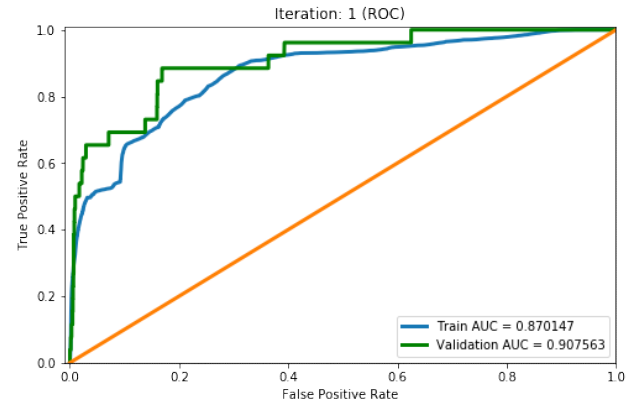 Iteration: 1 (ROC)
True Positive Rate
1.0
0.8
0.6
0.4
0.2
0.0
Train AUC = 0.870147
Validation AUC = 0.907563
0.0 0.2 0.4 0.6 0.8 1.0
False Positive Rate